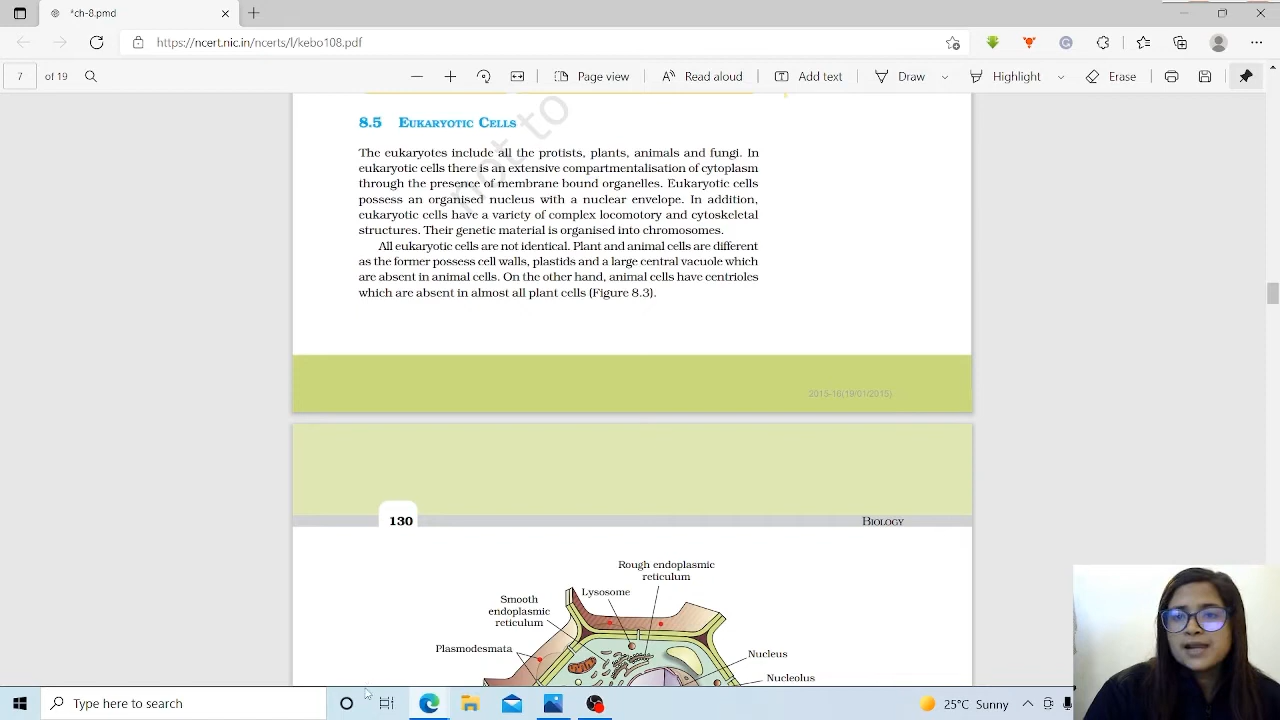 *ch-8.pmd
https://ncert.nic.in/ncerts/l/kebo108.pdf
7 of 19
Page view
Read aloud
Add text
Draw
Highlight
Erase
not to
8.5 EUKARYOTIC CELLS
The eukaryotes include all the protists, plants, animals and fungi. In
eukaryotic cells there is an extensive compartmentalisation of cytoplasm
through the presence of membrane bound organelles. Eukaryotic cells
possess an organised nucleus with a nuclear envelope. In addition,
eukaryotic cells have a variety of complex locomotory and cytoskeletal
structures. Their genetic material is organised into chromosomes.
All eukaryotic cells are not identical. Plant and animal cells are different
as the former possess cell walls, plastids and a large central vacuole which
are absent in animal cells. On the other hand, animal cells have centrioles
which are absent in almost all plant cells (Figure 8.3).
2015-16(19/01/2015)
130
BIOLOGY
Rough endoplasmic
reticulum
Lysosome
Smooth
endoplasmic
reticulum
Plasmodesmata
Nucleus
Nucleolus
Type here to search
25°C Sunny